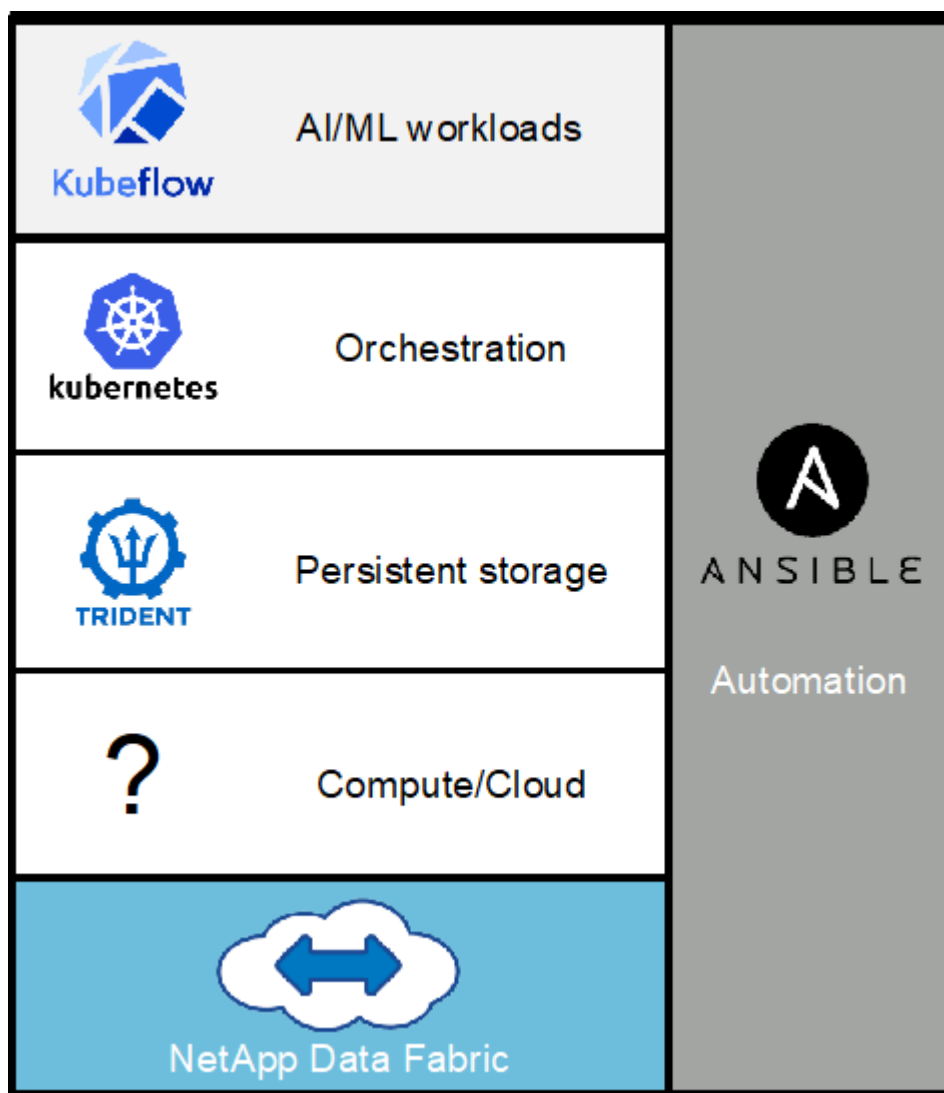 Kubeflow
AI/ML workloads
kubernetes
Orchestration
TRIDENT
Persistent storage
?
Compute/Cloud
NetApp Data Fabric
ANSIBLE
Automation